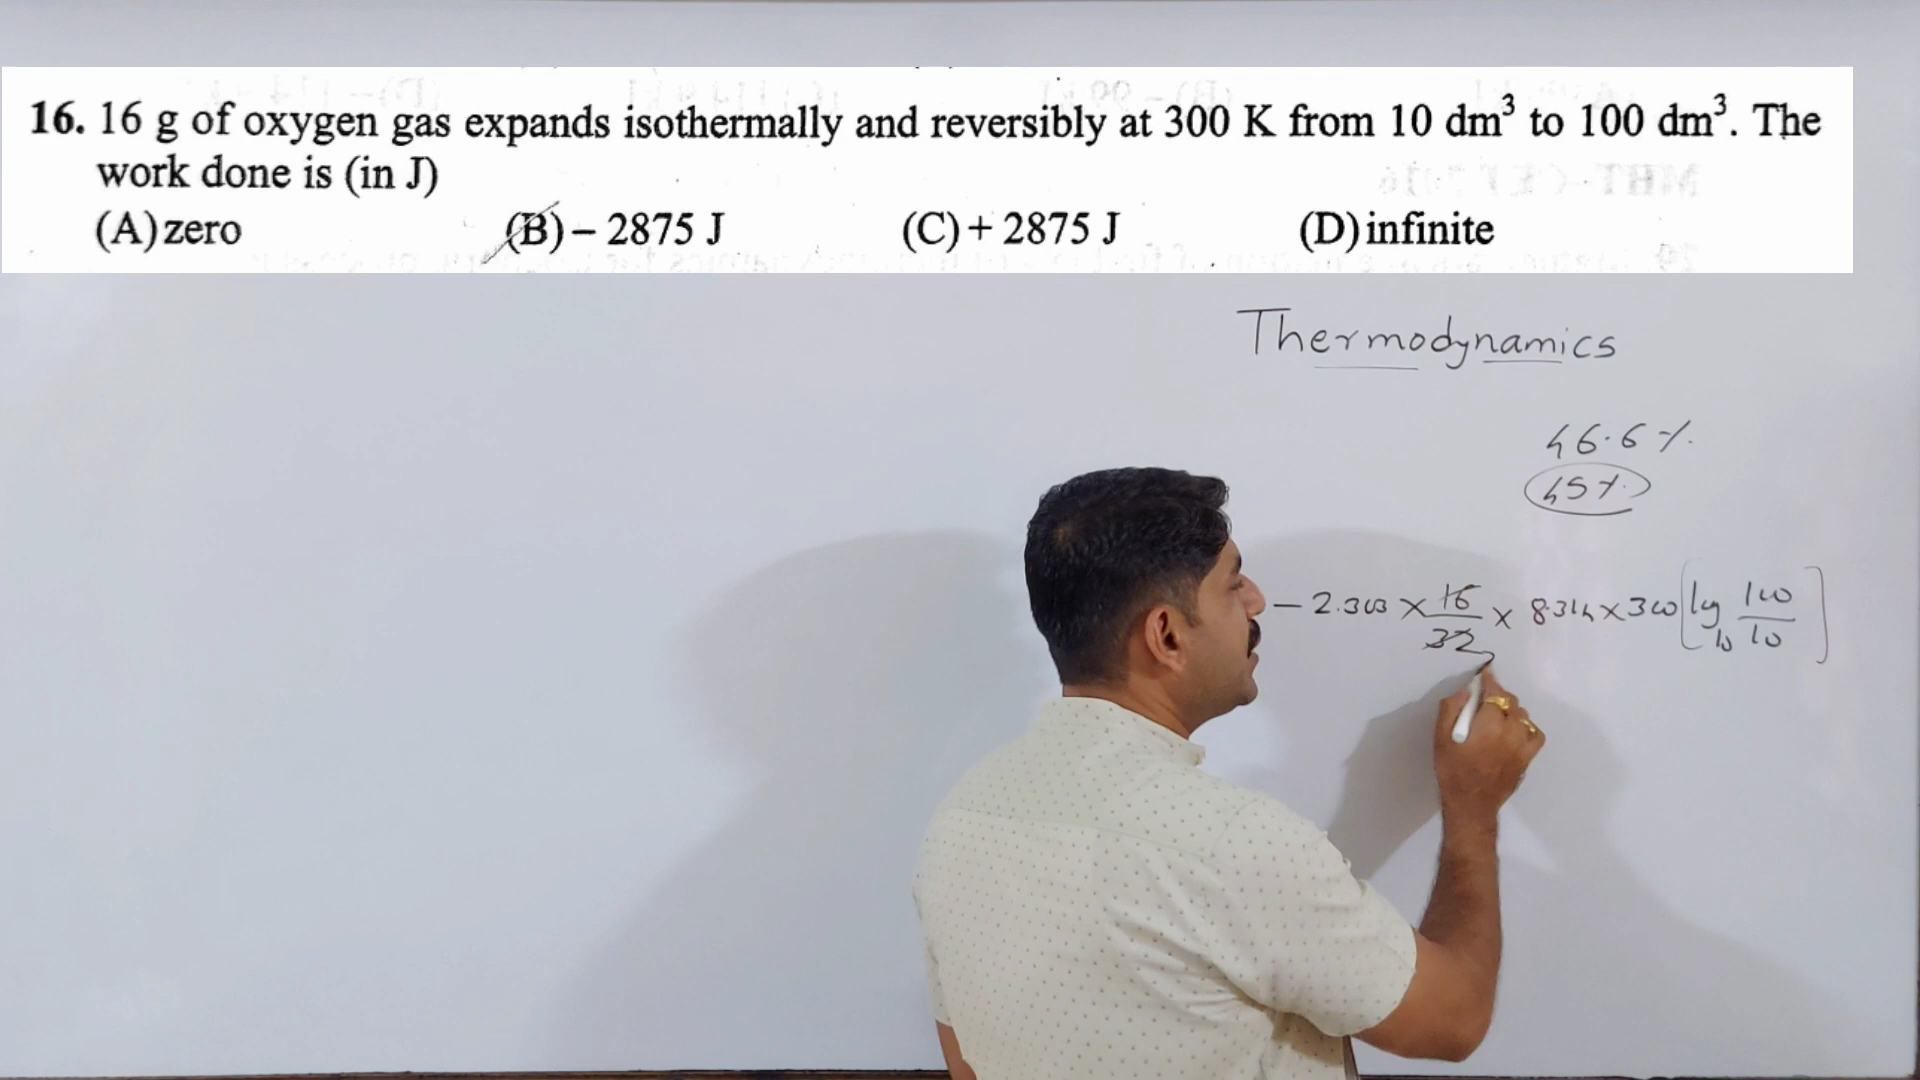 16. 16 g of oxygen gas expands isothermally and reversibly at 300 K from 10 dm³ to 100 dm³. The
work done is (in J)
(A) zero (B) – 2875 J (C) + 2875 J (D) infinite
Thermodynamics
46.6 %.
45 %.
– 2.303 × 16/32 × 8.314 × 300 [log₁₀ 100/10]